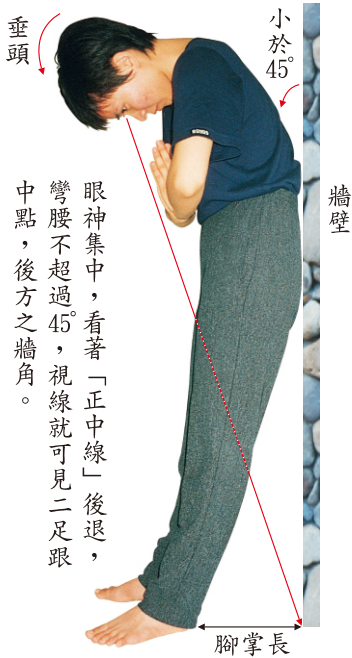 垂頭
小於45°
牆壁
眼神集中，看著「正中線」後退，
彎腰不超過45°，視線就可見二足跟
中點，後方之牆角。
腳掌長